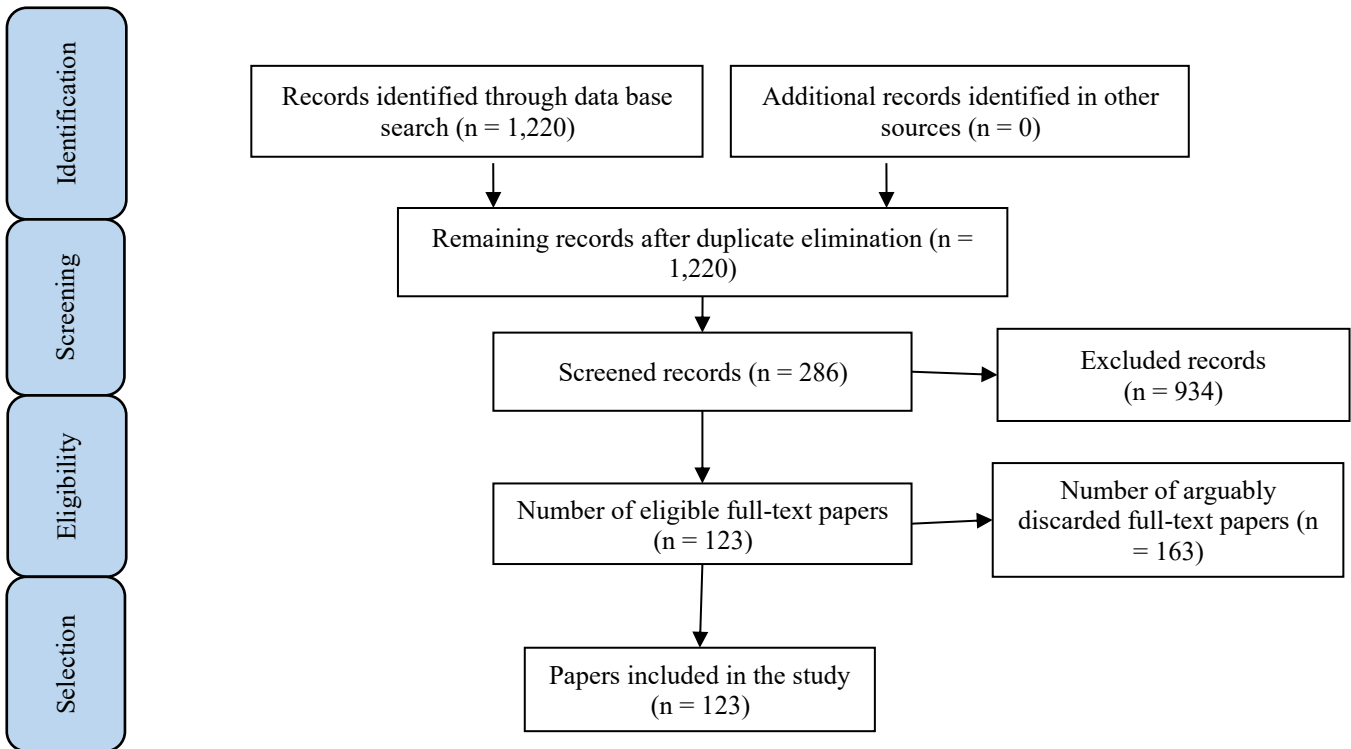 Identification
Records identified through data base
search (n = 1,220)
Additional records identified in other
sources (n = 0)
Screening
Remaining records after duplicate elimination (n =
1,220)
Screened records (n = 286)
Excluded records
(n = 934)
Eligibility
Number of eligible full-text papers
(n = 123)
Number of arguably
discarded full-text papers (n
= 163)
Selection
Papers included in the study
(n = 123)